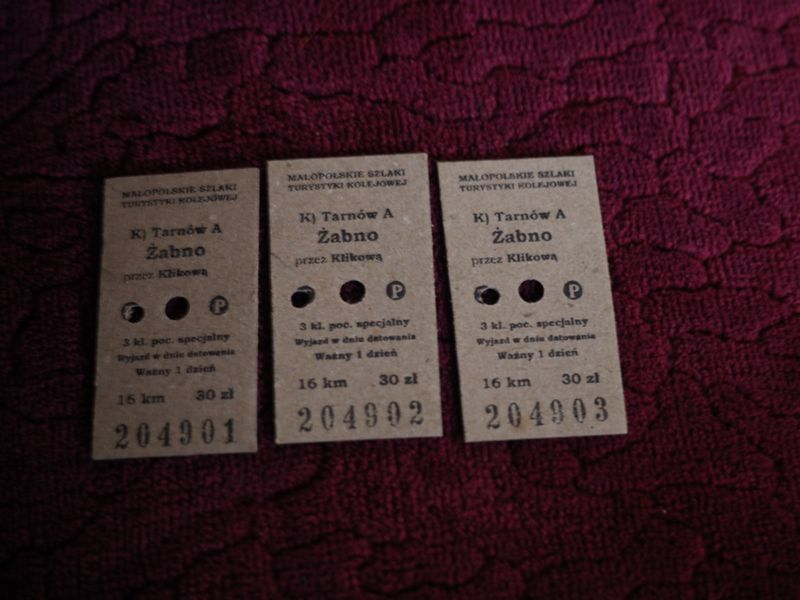 MAŁOPOLSKIE SZLAKI
TURYSTYKI KOLEJOWEJ
K) Tarnów A
Żabno
przez Klikową
P
3 kl. poc. specjalny
Wyjazd w dniu datowania
Ważny 1 dzień
16 km 30 zł
204901
MAŁOPOLSKIE SZLAKI
TURYSTYKI KOLEJOWEJ
K) Tarnów A
Żabno
przez Klikową
P
3 kl. poc. specjalny
Wyjazd w dniu datowania
Ważny 1 dzień
16 km 30 zł
204902
MAŁOPOLSKIE SZLAKI
TURYSTYKI KOLEJOWEJ
K) Tarnów A
Żabno
przez Klikową
P
3 kl. poc. specjalny
Wyjazd w dniu datowania
Ważny 1 dzień
16 km 30 zł
204903